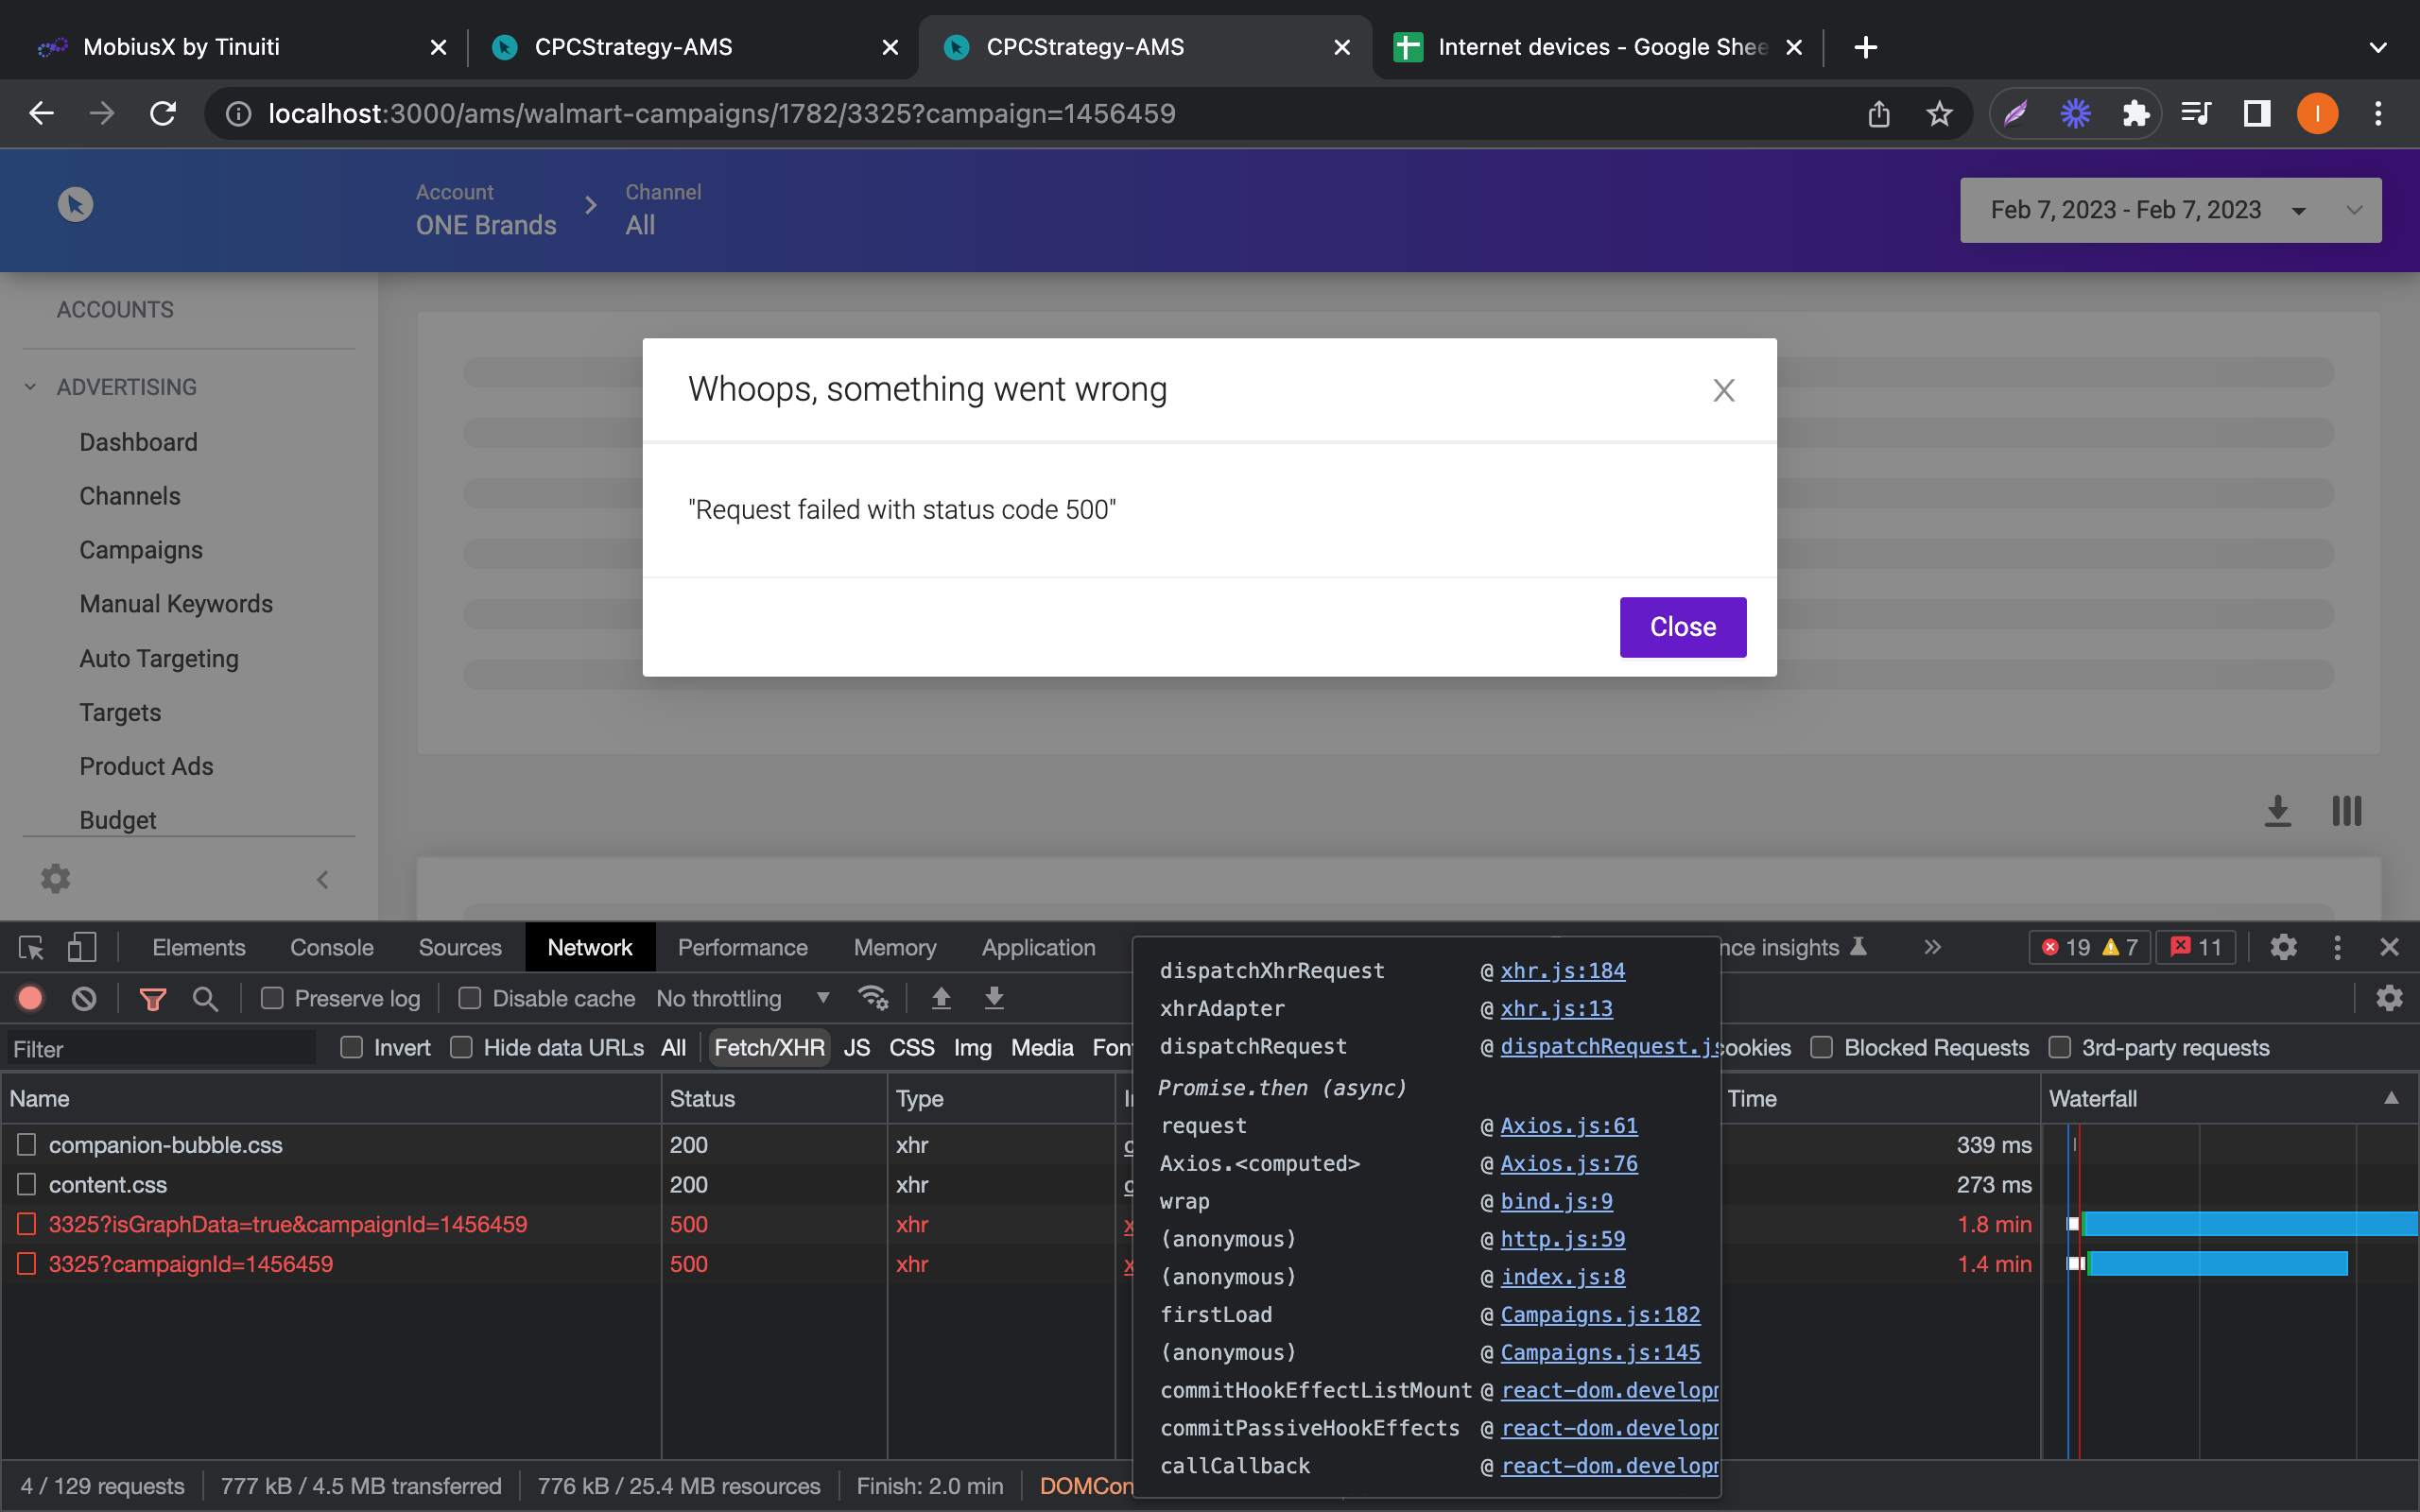 MobiusX by Tinuiti
CPCStrategy-AMS
CPCStrategy-AMS
Internet devices - Google Shee
localhost:3000/ams/walmart-campaigns/1782/3325?campaign=1456459
I
Account
ONE Brands
Channel
All
Feb 7, 2023 - Feb 7, 2023
ACCOUNTS
ADVERTISING
Dashboard
Channels
Campaigns
Manual Keywords
Auto Targeting
Targets
Product Ads
Budget
Whoops, something went wrong
"Request failed with status code 500"
Close
Elements Console Sources Network Performance Memory Application nce insights 19 7 11
Preserve log Disable cache No throttling
Filter Invert Hide data URLs All Fetch/XHR JS CSS Img Media Fon cookies Blocked Requests 3rd-party requests
Name Status Type Time Waterfall
companion-bubble.css 200 xhr 339 ms
content.css 200 xhr 273 ms
3325?isGraphData=true&campaignId=1456459 500 xhr 1.8 min
3325?campaignId=1456459 500 xhr 1.4 min
dispatchXhrRequest @ xhr.js:184
xhrAdapter @ xhr.js:13
dispatchRequest @ dispatchRequest.js
Promise.then (async)
request @ Axios.js:61
Axios.<computed> @ Axios.js:76
wrap @ bind.js:9
(anonymous) @ http.js:59
(anonymous) @ index.js:8
firstLoad @ Campaigns.js:182
(anonymous) @ Campaigns.js:145
commitHookEffectListMount @ react-dom.developm
commitPassiveHookEffects @ react-dom.developm
callCallback @ react-dom.developm
4 / 129 requests 777 kB / 4.5 MB transferred 776 kB / 25.4 MB resources Finish: 2.0 min DOMCon